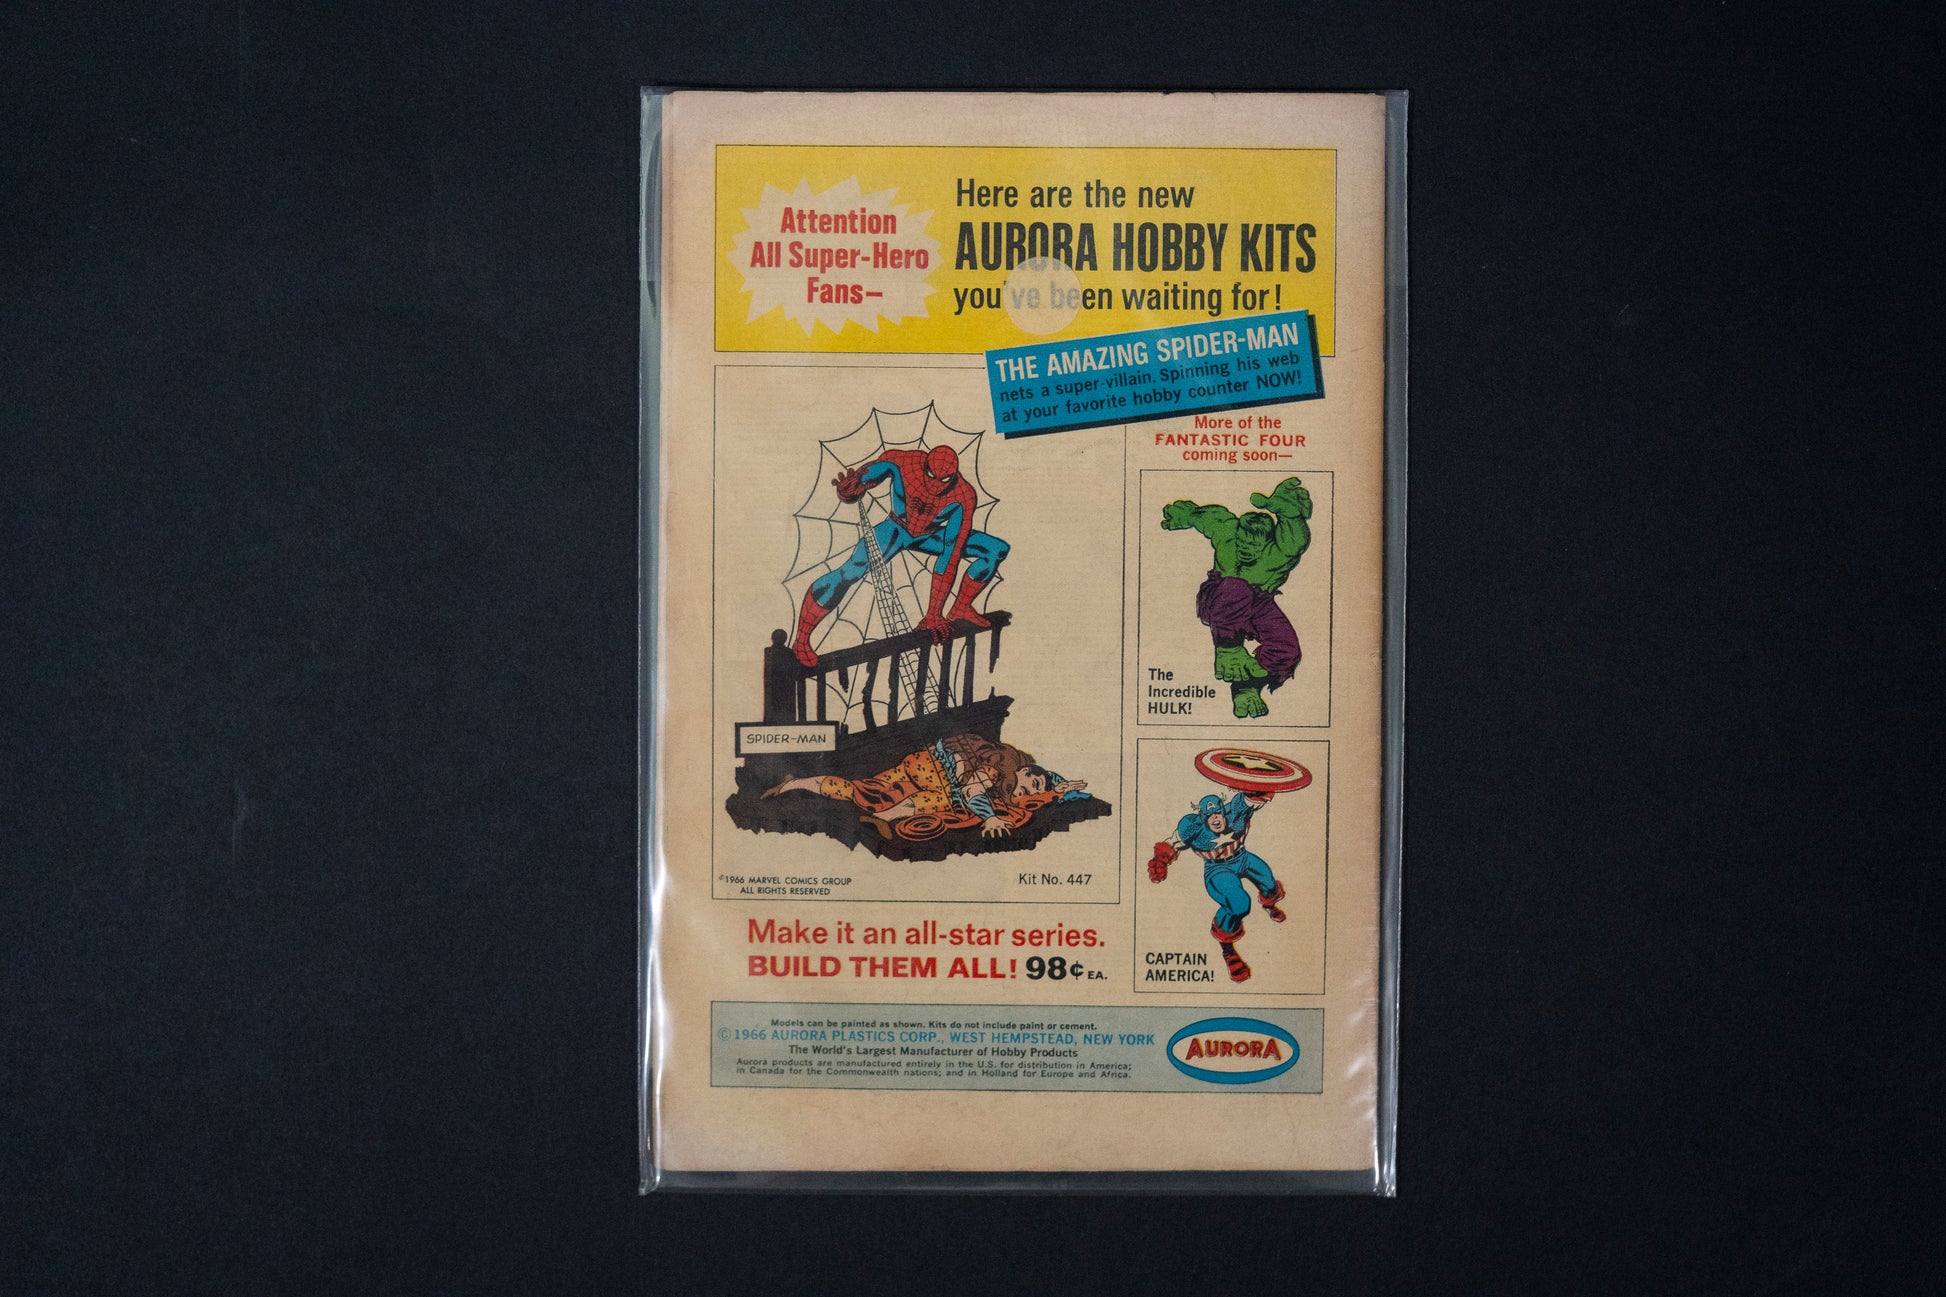 Attention
All Super-Hero
Fans—
Here are the new
AURORA HOBBY KITS
you've been waiting for!
THE AMAZING SPIDER-MAN
nets a super-villain. Spinning his web
at your favorite hobby counter NOW!
More of the
FANTASTIC FOUR
coming soon—
The
Incredible
HULK!
SPIDER-MAN
©1966 MARVEL COMICS GROUP
ALL RIGHTS RESERVED
Kit No. 447
CAPTAIN
AMERICA!
Make it an all-star series.
BUILD THEM ALL! 98¢ EA.
Models can be painted as shown. Kits do not include paint or cement.
© 1966 AURORA PLASTICS CORP., WEST HEMPSTEAD, NEW YORK
The World's Largest Manufacturer of Hobby Products
Aurora products are manufactured entirely in the U.S. for distribution in America;
in Canada for the Commonwealth nations; and in Holland for Europe and Africa.
AURORA